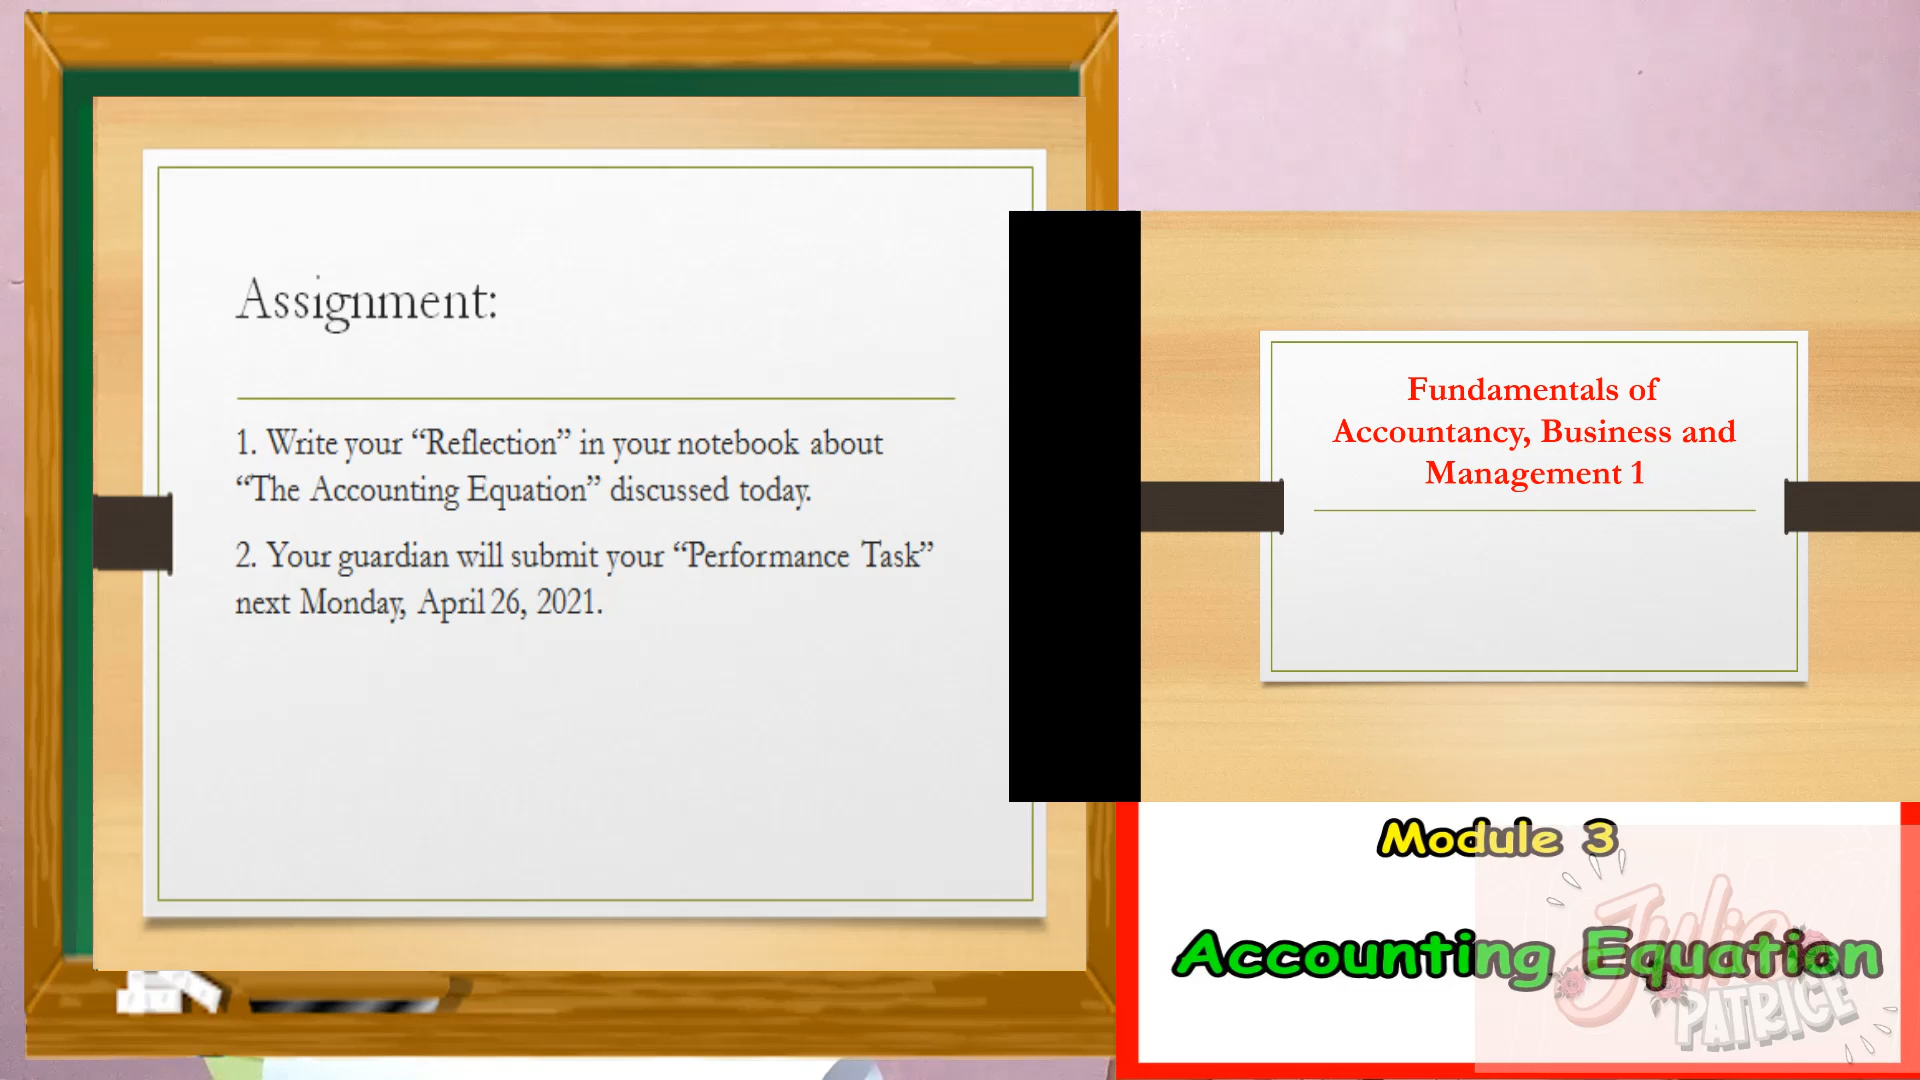 Assignment:
1. Write your “Reflection” in your notebook about
“The Accounting Equation” discussed today.
2. Your guardian will submit your “Performance Task”
next Monday, April 26, 2021.
Fundamentals of
Accountancy, Business and
Management 1
Module 3
Accounting Equation
Julia
PATRICE